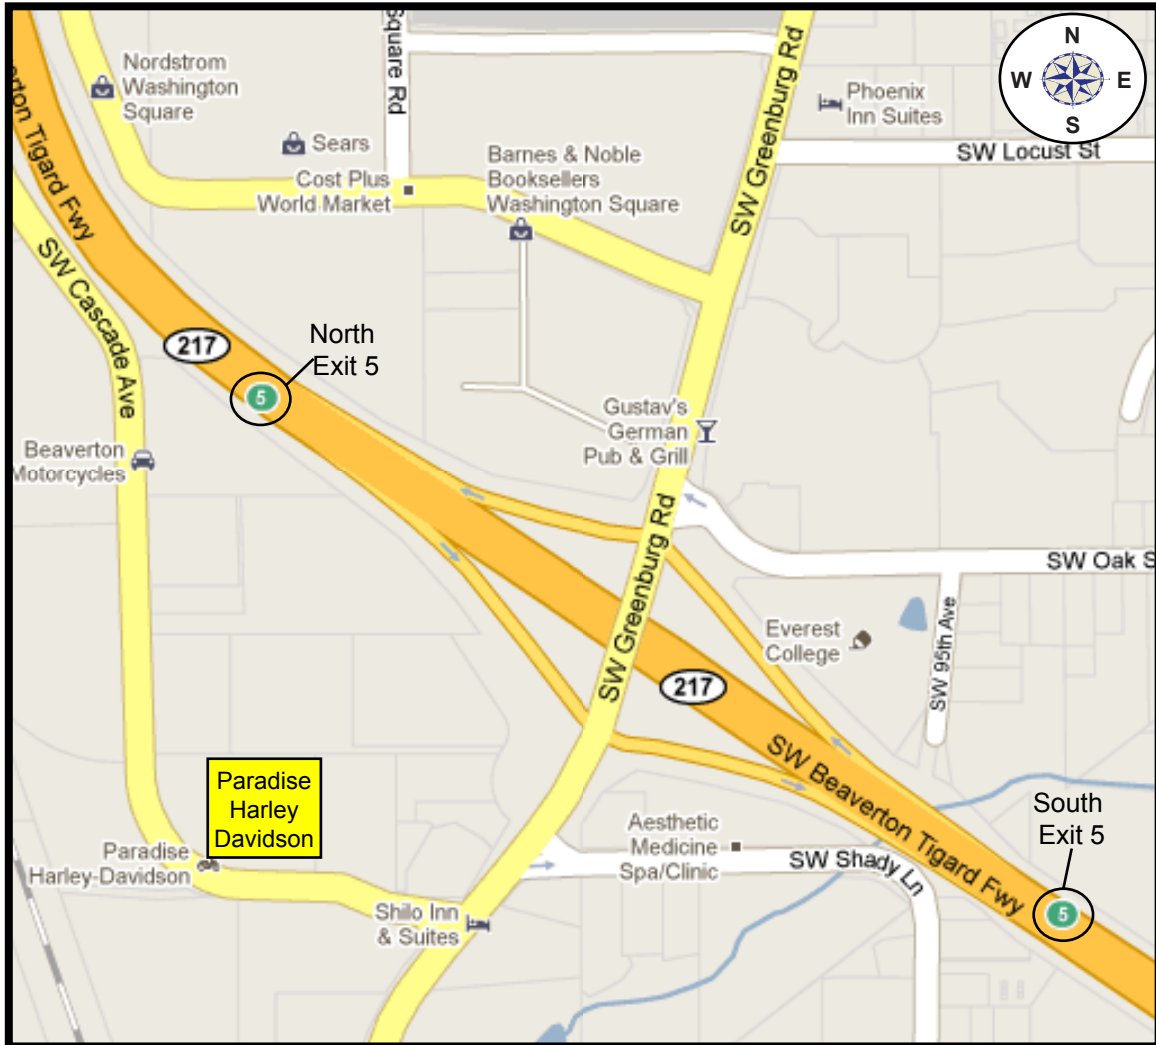 N
W E
S
Nordstrom
Washington
Square
Square Rd
SW Greenburg Rd
Phoenix
Inn Suites
SW Locust St
Sears
Cost Plus
World Market
Barnes & Noble
Booksellers
Washington Square
erton Tigard Fwy
SW Cascade Ave
217
North
Exit 5
5
Gustav's
German
Pub & Grill
Beaverton
Motorcycles
SW Greenburg Rd
SW Oak S
SW 95th Ave
Everest
College
217
SW Beaverton Tigard Fwy
Paradise
Harley
Davidson
Paradise
Harley-Davidson
Aesthetic
Medicine
Spa/Clinic
SW Shady Ln
South
Exit 5
5
Shilo Inn
& Suites